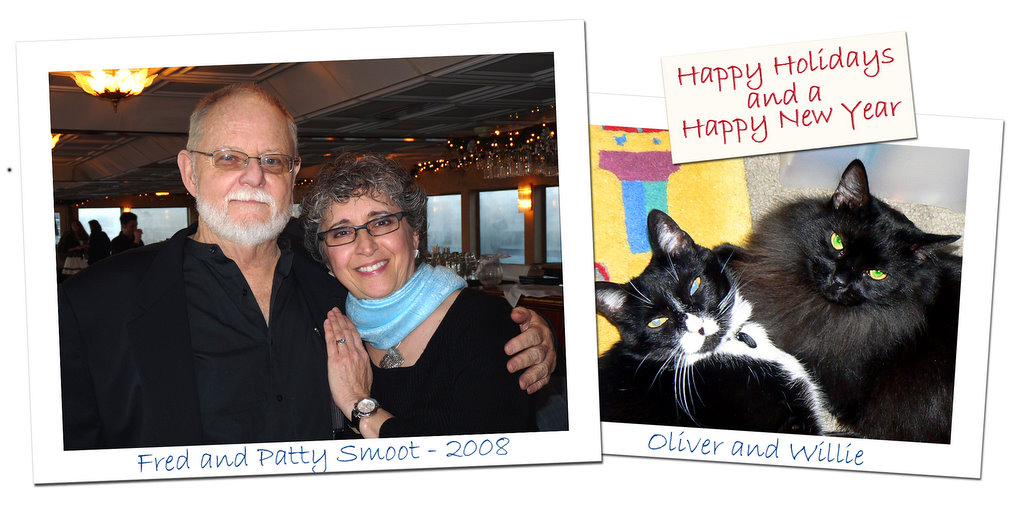 Happy Holidays
and a
Happy New Year
Fred and Patty Smoot - 2008
Oliver and Willie